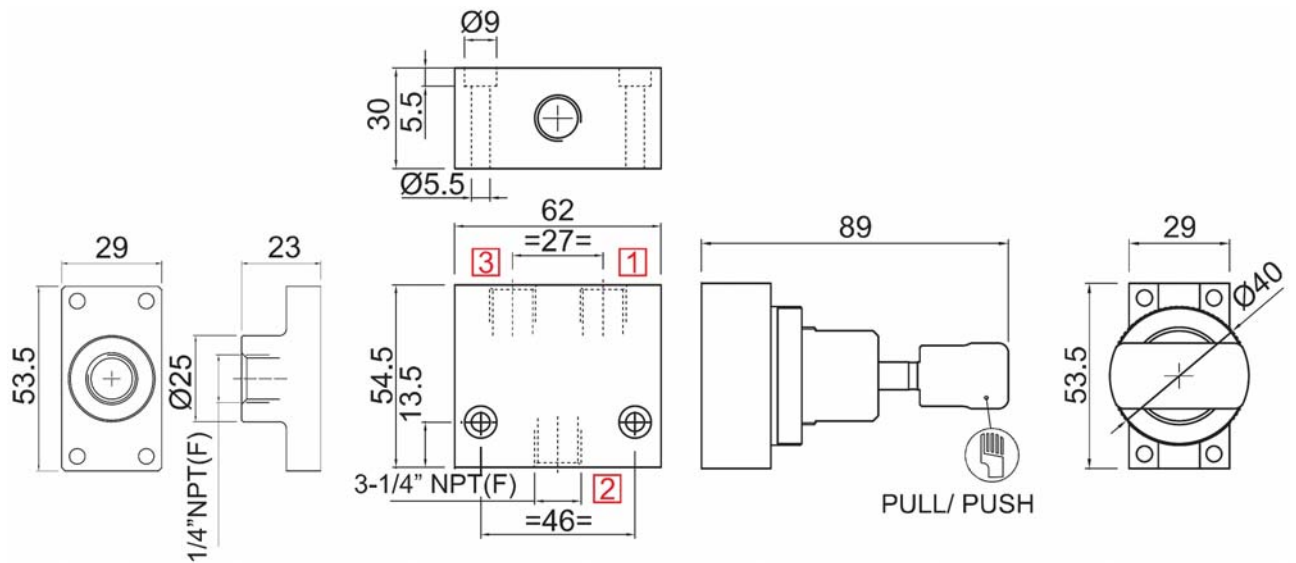 Ø9
30
5.5
Ø5.5
62
=27=
3
1
54.5
13.5
3-1/4” NPT(F)
2
=46=
29
53.5
23
Ø25
1/4”NPT(F)
89
PULL/ PUSH
29
53.5
Ø40